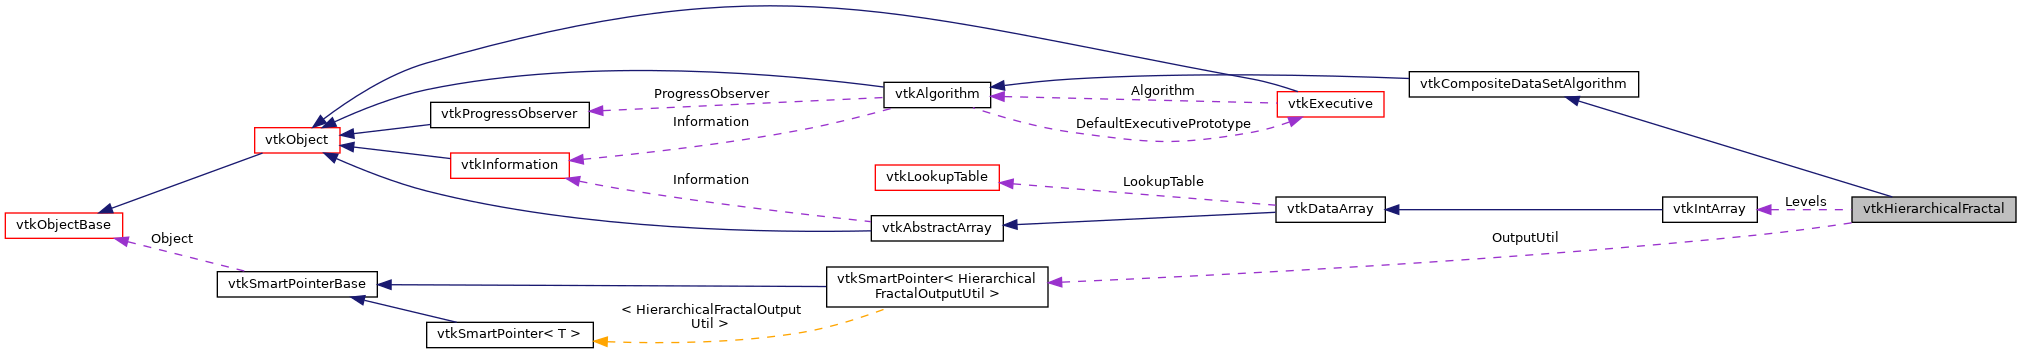 vtkCompositeDataSetAlgorithm
vtkAlgorithm
ProgressObserver
Algorithm
vtkExecutive
vtkProgressObserver
Information
DefaultExecutivePrototype
vtkObject
vtkInformation
Information
vtkLookupTable
LookupTable
vtkObjectBase
Object
vtkAbstractArray
vtkDataArray
vtkIntArray
Levels
vtkHierarchicalFractal
OutputUtil
vtkSmartPointerBase
vtkSmartPointer< Hierarchical
FractalOutputUtil >
< HierarchicalFractalOutput
Util >
vtkSmartPointer< T >